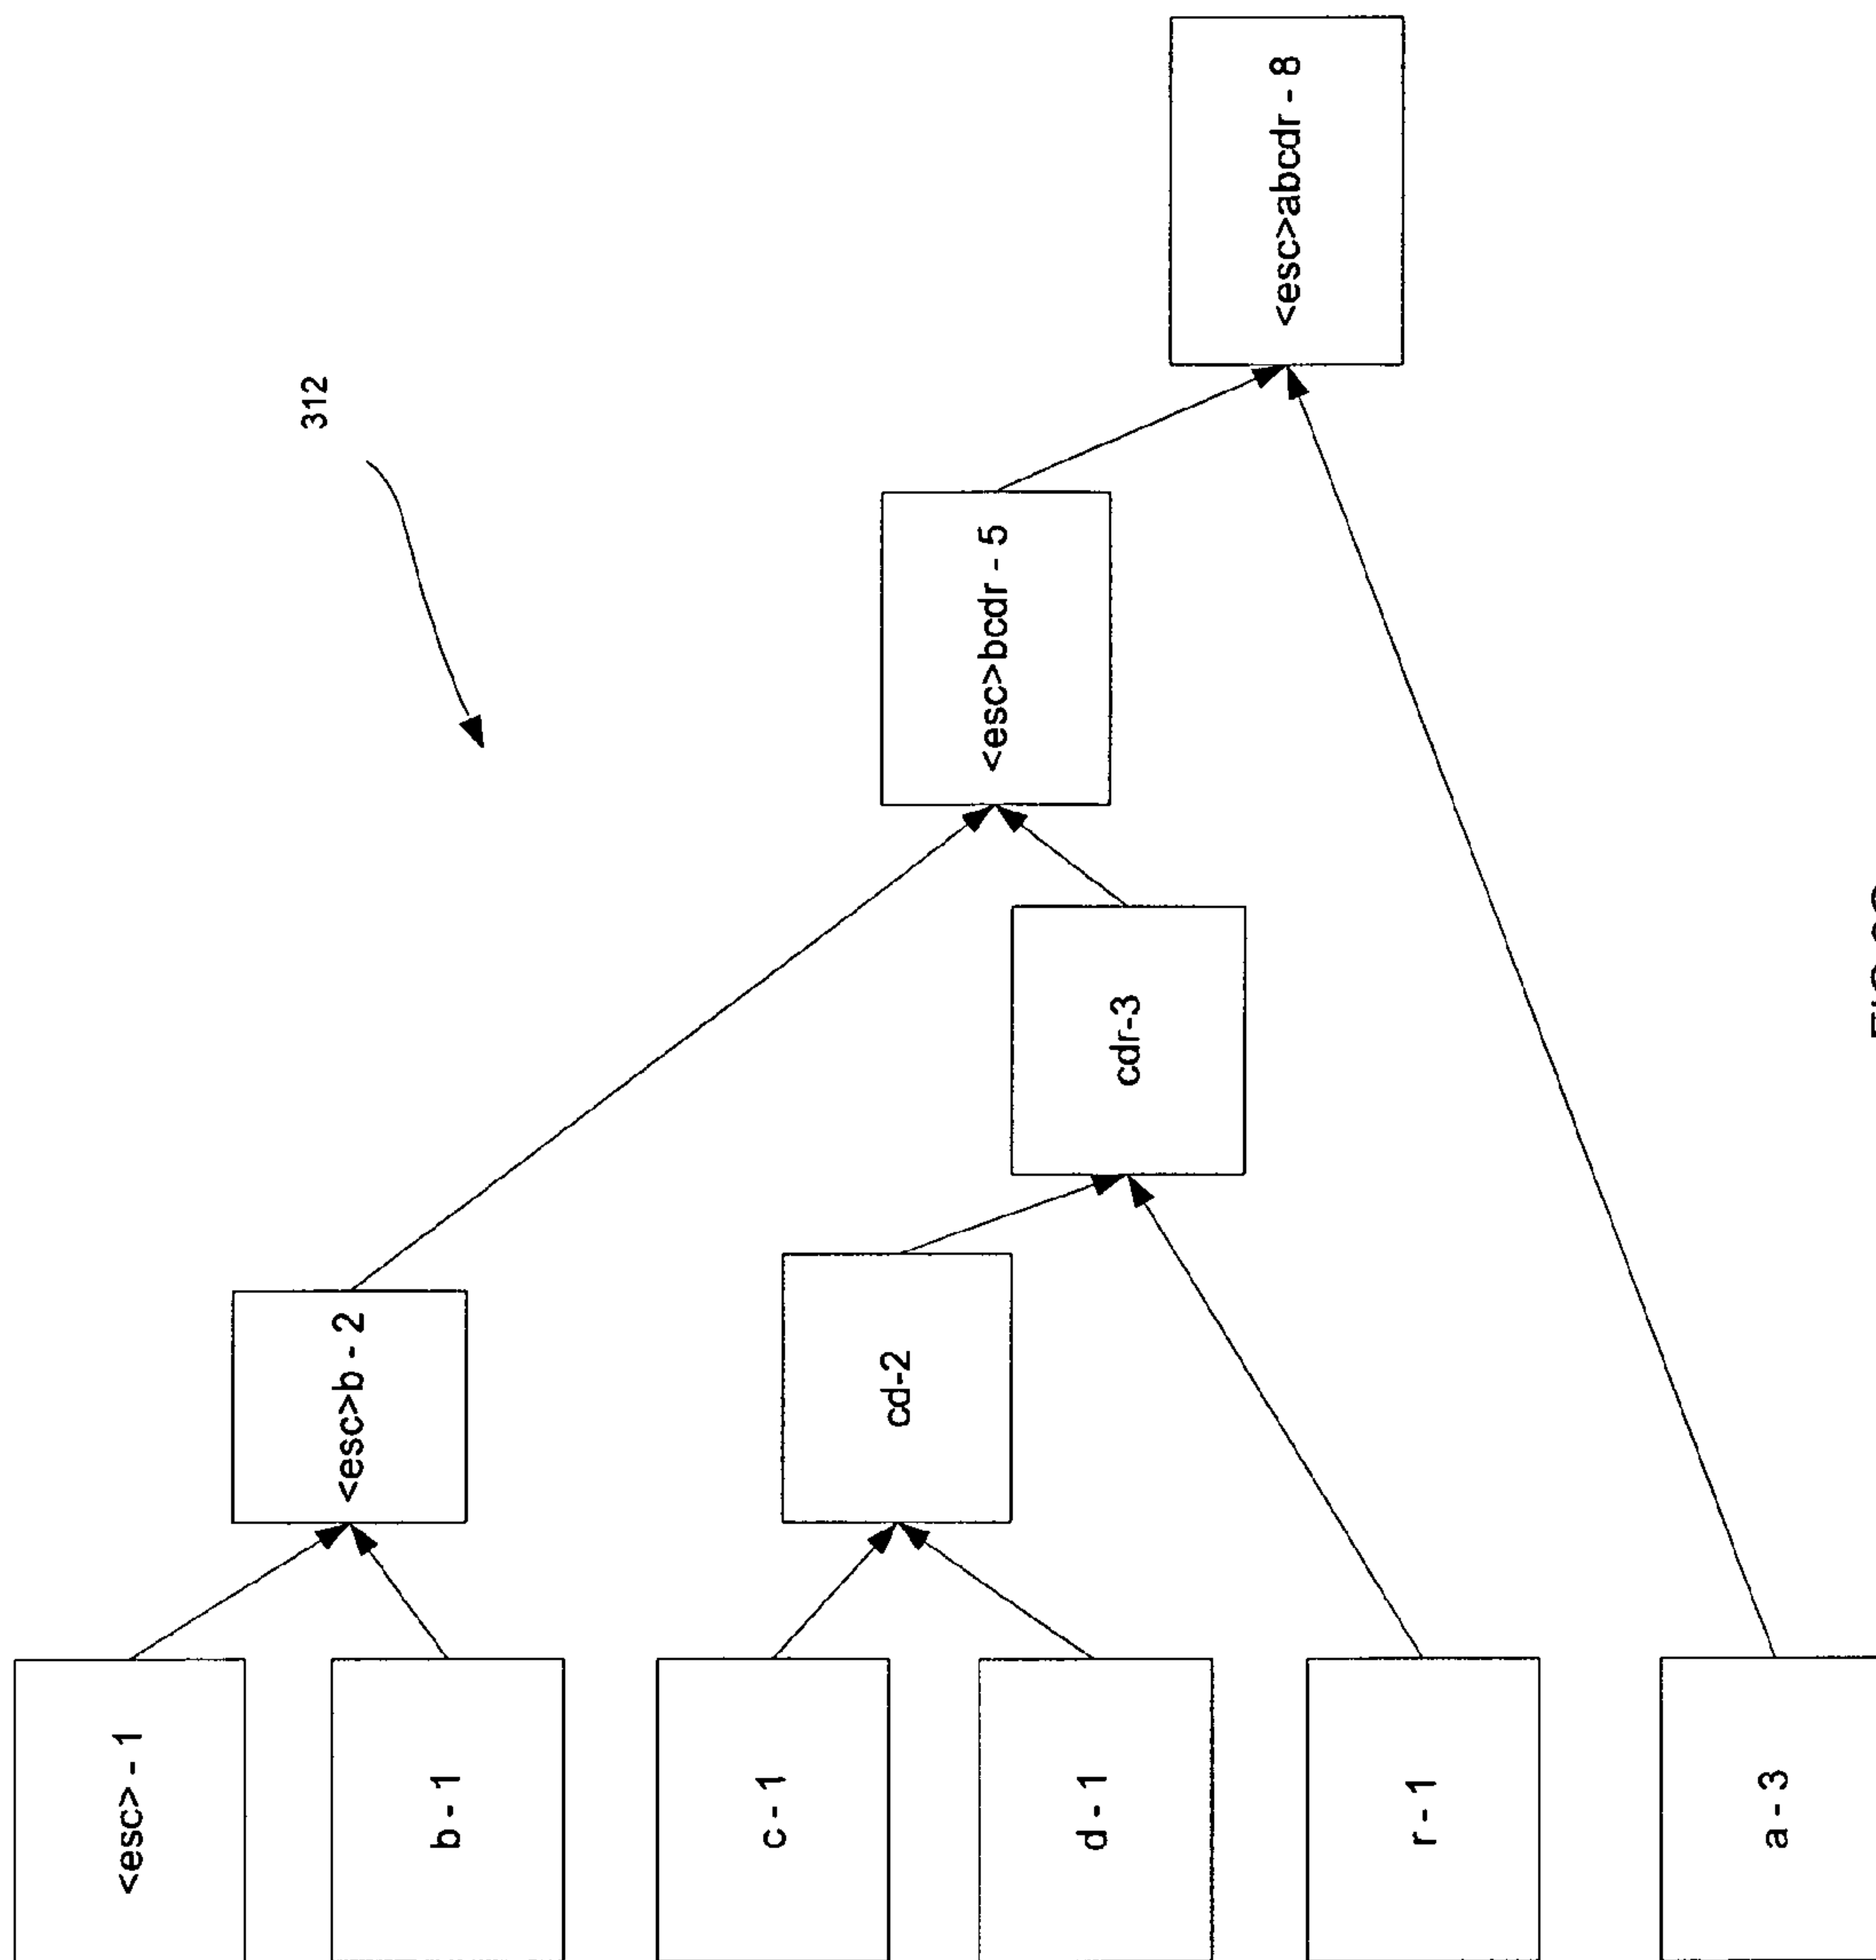 312
<esc> - 1
b - 1
c - 1
d - 1
r - 1
a - 3
<esc>b - 2
cd-2
cdr-3
<esc>bcdr - 5
<esc>abcdr - 8